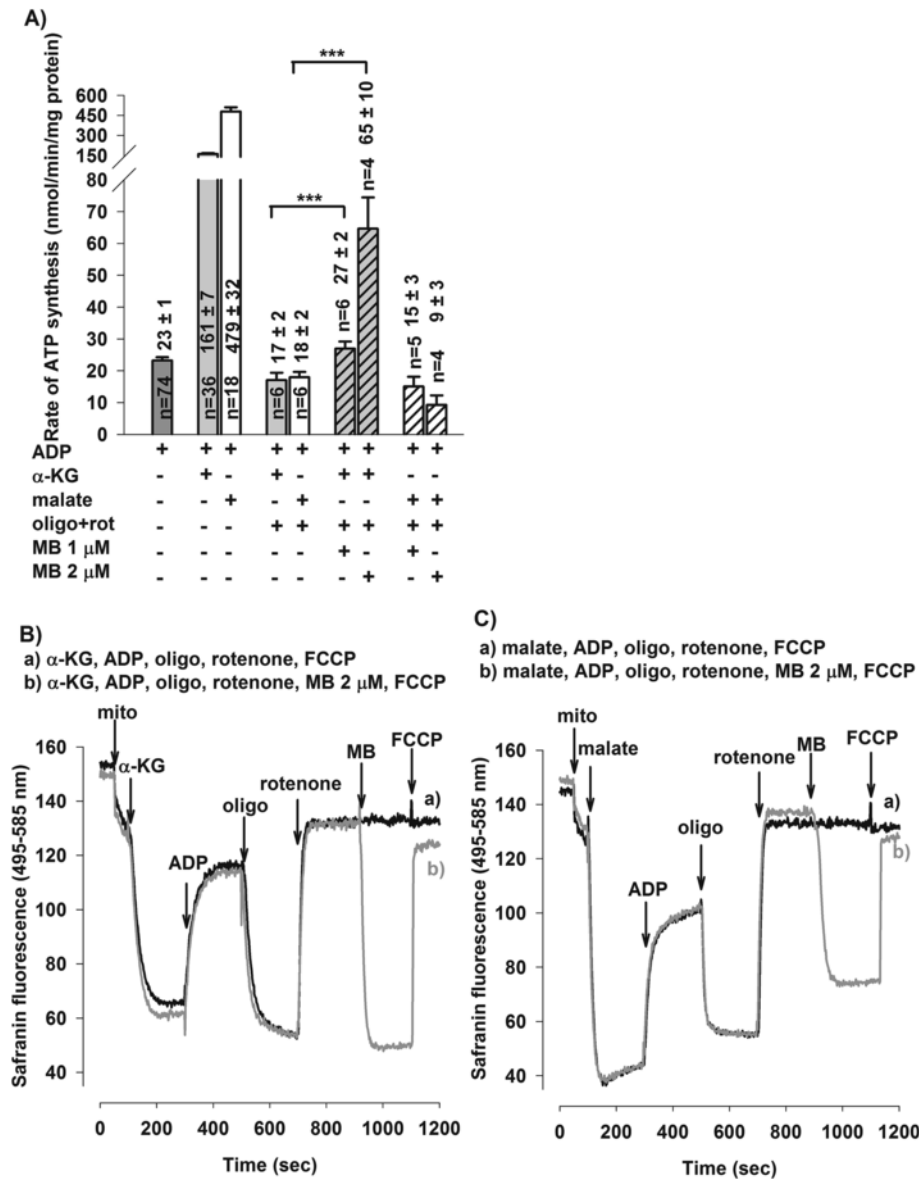 A)
Rate of ATP synthesis (nmol/min/mg protein)
600
450
300
150
80
70
60
50
40
30
20
10
0
***
***
n=74 23 ± 1
n=36 161 ± 7
n=18 479 ± 32
n=6 17 ± 2
n=6 18 ± 2
n=6 27 ± 2
n=4 65 ± 10
n=5 15 ± 3
n=4 9 ± 3
ADP + + + + + + + + +
α-KG - + - + - + + - -
malate - - + - + - - + +
oligo+rot - - - + + + + + +
MB 1 μM - - - - - + - + -
MB 2 μM - - - - - - + - +
B)
a) α-KG, ADP, oligo, rotenone, FCCP
b) α-KG, ADP, oligo, rotenone, MB 2 μM, FCCP
Safranin fluorescence (495-585 nm)
160
140
120
100
80
60
40
mito
α-KG
ADP
oligo
rotenone
MB
FCCP
a)
b)
0 200 400 600 800 1000 1200
Time (sec)
C)
a) malate, ADP, oligo, rotenone, FCCP
b) malate, ADP, oligo, rotenone, MB 2 μM, FCCP
Safranin fluorescence (495-585 nm)
160
140
120
100
80
60
40
mito
malate
ADP
oligo
rotenone
MB
FCCP
a)
b)
0 200 400 600 800 1000 1200
Time (sec)